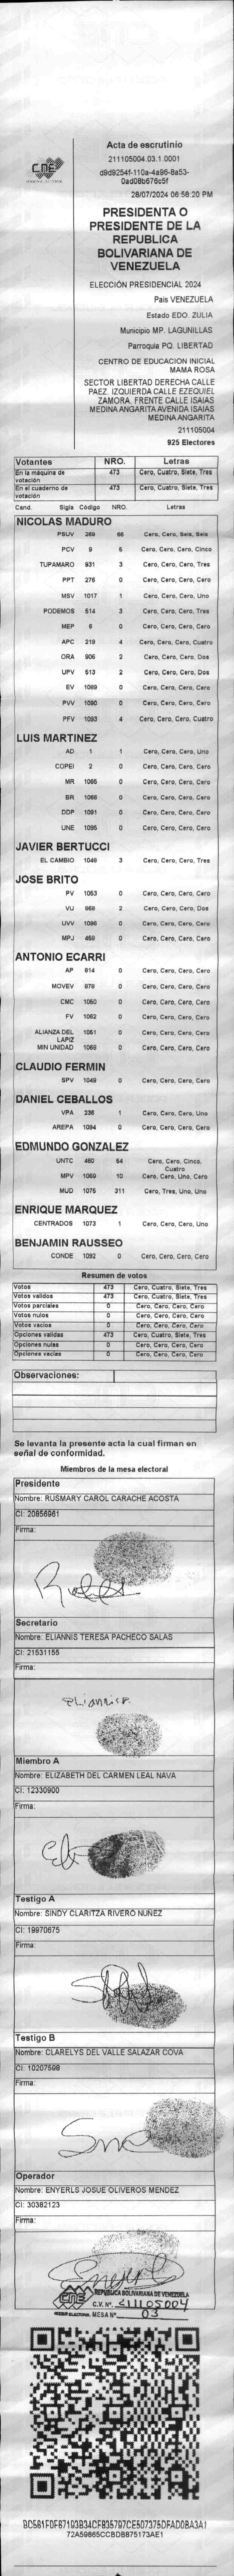 CNE
Acta de escrutinio
211105004.03.1.0001
d9d9254f-110a-4a96-8a53-
0ad08b676c5f
28/07/2024 06:58:20 PM
PRESIDENTA O
PRESIDENTE DE LA
REPUBLICA
BOLIVARIANA DE
VENEZUELA
ELECCIÓN PRESIDENCIAL 2024
Pais VENEZUELA
Estado EDO. ZULIA
Municipio MP. LAGUNILLAS
Parroquia PQ. LIBERTAD
CENTRO DE EDUCACION INICIAL
MAMA ROSA
SECTOR LIBERTAD DERECHA CALLE
PAEZ. IZQUIERDA CALLE EZEQUIEL
ZAMORA. FRENTE CALLE ISAIAS
MEDINA ANGARITA AVENIDA ISAIAS
MEDINA ANGARITA
211105004
925 Electores
Votantes NRO. Letras
En la máquina de votación 473 Cero, Cuatro, Siete, Tres
En el cuaderno de votación 473 Cero, Cuatro, Siete, Tres
Cand. Sigla Código NRO. Letras
NICOLAS MADURO
PSUV 269 66 Cero, Cero, Seis, Seis
PCV 9 5 Cero, Cero, Cero, Cinco
TUPAMARO 931 3 Cero, Cero, Cero, Tres
PPT 276 0 Cero, Cero, Cero, Cero
MSV 1017 1 Cero, Cero, Cero, Uno
PODEMOS 514 3 Cero, Cero, Cero, Tres
MEP 6 0 Cero, Cero, Cero, Cero
APC 219 4 Cero, Cero, Cero, Cuatro
ORA 906 2 Cero, Cero, Cero, Dos
UPV 513 2 Cero, Cero, Cero, Dos
EV 1089 0 Cero, Cero, Cero, Cero
PVV 1090 0 Cero, Cero, Cero, Cero
PFV 1093 4 Cero, Cero, Cero, Cuatro
LUIS MARTINEZ
AD 1 1 Cero, Cero, Cero, Uno
COPEI 2 0 Cero, Cero, Cero, Cero
MR 1065 0 Cero, Cero, Cero, Cero
BR 1066 0 Cero, Cero, Cero, Cero
DDP 1091 0 Cero, Cero, Cero, Cero
UNE 1095 0 Cero, Cero, Cero, Cero
JAVIER BERTUCCI
EL CAMBIO 1048 3 Cero, Cero, Cero, Tres
JOSE BRITO
PV 1053 0 Cero, Cero, Cero, Cero
VU 868 2 Cero, Cero, Cero, Dos
UVV 1096 0 Cero, Cero, Cero, Cero
MPJ 458 0 Cero, Cero, Cero, Cero
ANTONIO ECARRI
AP 814 0 Cero, Cero, Cero, Cero
MOVEV 878 0 Cero, Cero, Cero, Cero
CMC 1050 0 Cero, Cero, Cero, Cero
FV 1062 0 Cero, Cero, Cero, Cero
ALIANZA DEL LAPIZ 1051 0 Cero, Cero, Cero, Cero
MIN UNIDAD 1068 0 Cero, Cero, Cero, Cero
CLAUDIO FERMIN
SPV 1049 0 Cero, Cero, Cero, Cero
DANIEL CEBALLOS
VPA 236 1 Cero, Cero, Cero, Uno
AREPA 1094 0 Cero, Cero, Cero, Cero
EDMUNDO GONZALEZ
UNTC 460 54 Cero, Cero, Cinco, Cuatro
MPV 1069 10 Cero, Cero, Uno, Cero
MUD 1075 311 Cero, Tres, Uno, Uno
ENRIQUE MARQUEZ
CENTRADOS 1073 1 Cero, Cero, Cero, Uno
BENJAMIN RAUSSEO
CONDE 1092 0 Cero, Cero, Cero, Cero
Resumen de votos
Votos 473 Cero, Cuatro, Siete, Tres
Votos validos 473 Cero, Cuatro, Siete, Tres
Votos parciales 0 Cero, Cero, Cero, Cero
Votos nulos 0 Cero, Cero, Cero, Cero
Votos vacios 0 Cero, Cero, Cero, Cero
Opciones validas 473 Cero, Cuatro, Siete, Tres
Opciones nulas 0 Cero, Cero, Cero, Cero
Opciones vacias 0 Cero, Cero, Cero, Cero
Observaciones:
Se levanta la presente acta la cual firman en
señal de conformidad.
Miembros de la mesa electoral
Presidente
Nombre: RUSMARY CAROL CARACHE ACOSTA
CI: 20856961
Firma:
Secretario
Nombre: ELIANNIS TERESA PACHECO SALAS
CI: 21531155
Firma:
Eliannis P.
Miembro A
Nombre: ELIZABETH DEL CARMEN LEAL NAVA
CI: 12330900
Firma:
Testigo A
Nombre: SINDY CLARITZA RIVERO NUÑEZ
CI: 19970675
Firma:
Testigo B
Nombre: CLARELYS DEL VALLE SALAZAR COVA
CI: 10207598
Firma:
Operador
Nombre: ENYERLS JOSUE OLIVEROS MENDEZ
CI: 30382123
Firma:
REPUBLICA BOLIVARIANA DE VENEZUELA
CNE C.V. N°. 211105004
PODER ELECTORAL MESA N° 03
BC561F0F87193B34CFB35797CE507375DFAD0BA3A1
72A59865CCBDB875173AE1